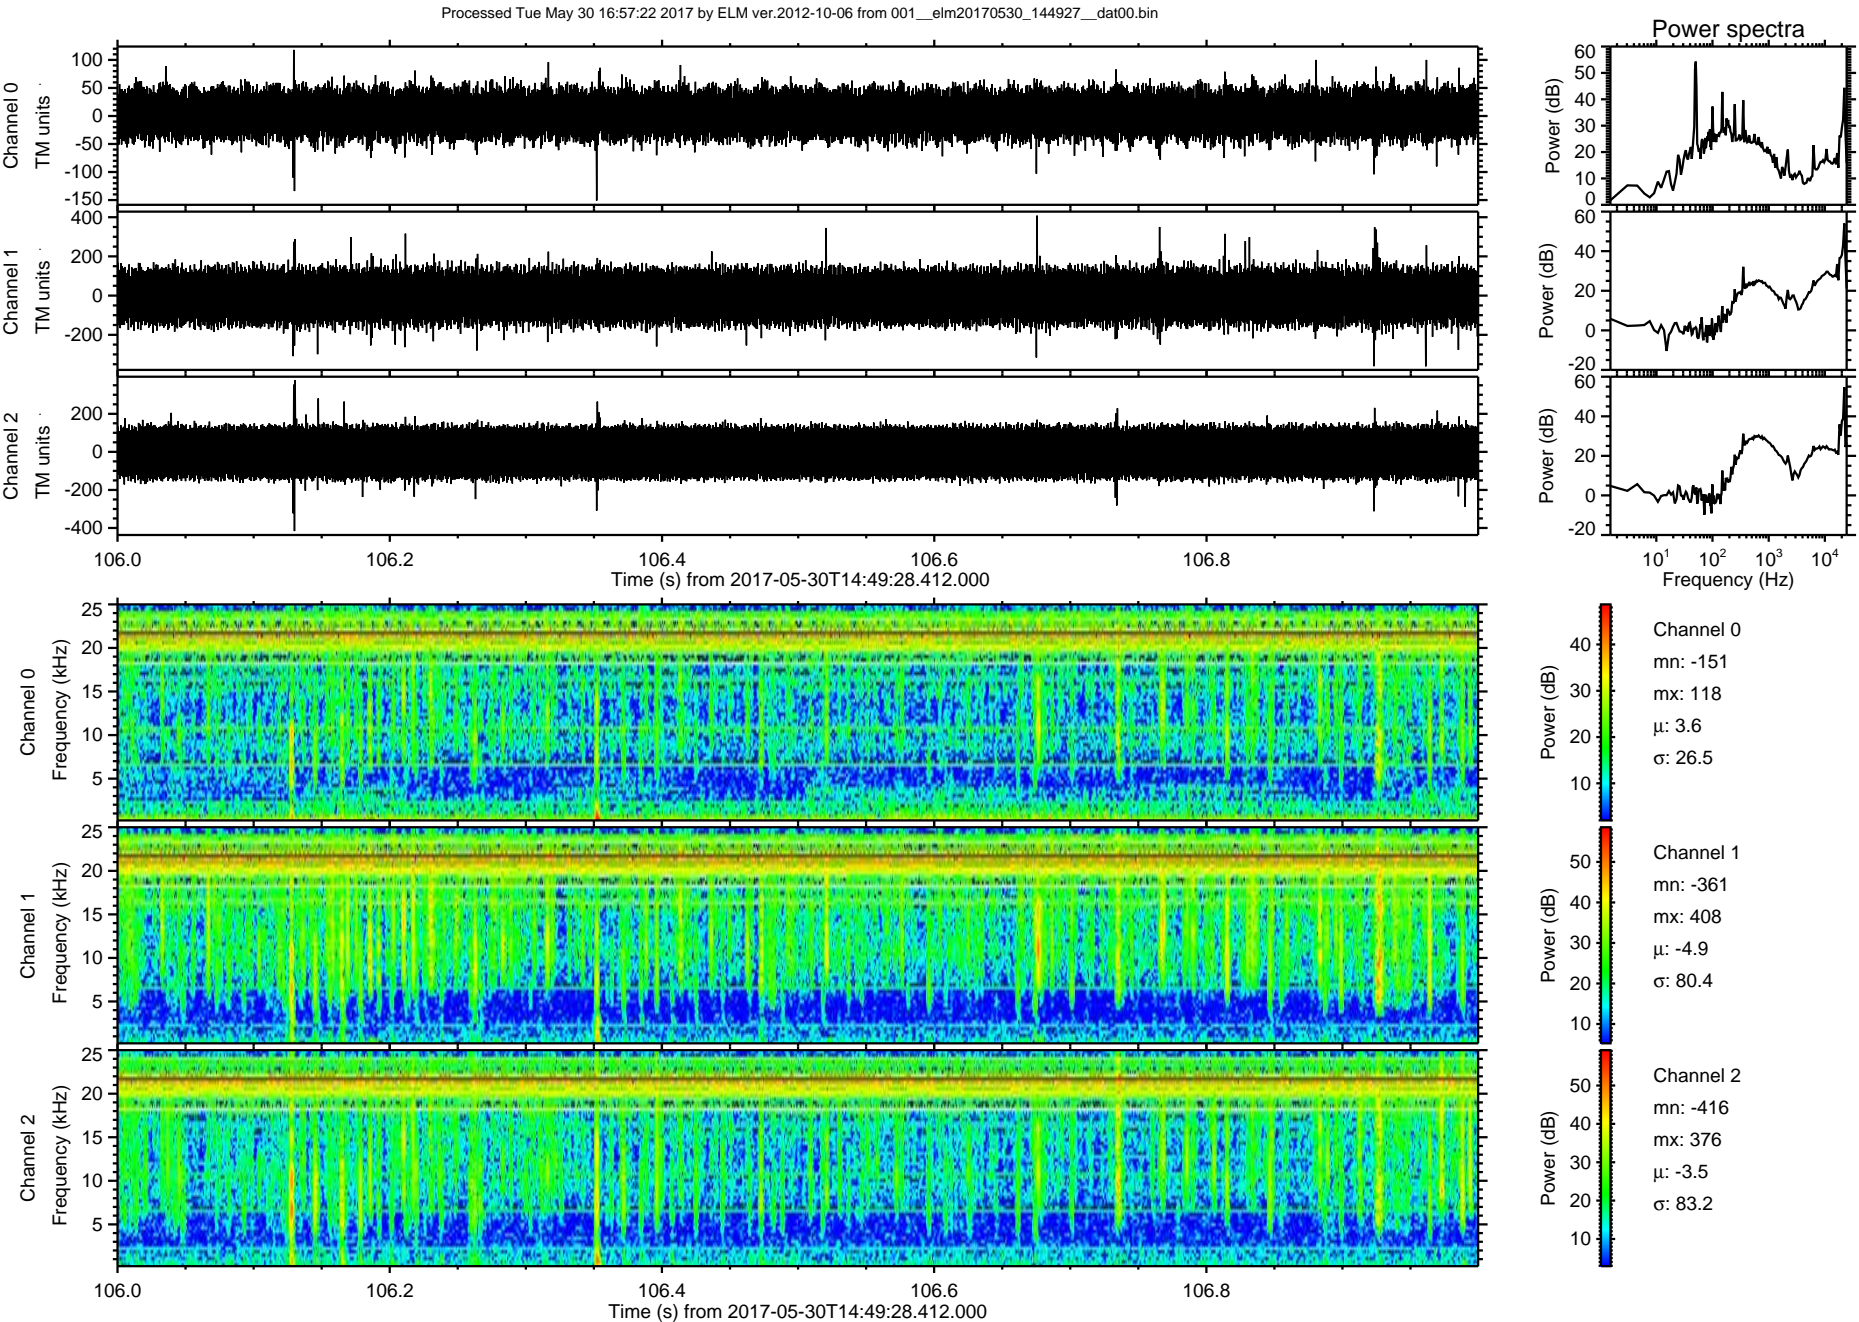 Processed Tue May 30 16:57:22 2017 by ELM ver.2012-10-06 from 001__elm20170530_144927__dat00.bin
Power spectra
Channel 0
TM units
100
50
0
-50
-100
-150
Power (dB)
60
50
40
30
20
10
0
Channel 1
TM units
400
200
0
-200
Power (dB)
60
40
20
0
-20
Channel 2
TM units
200
0
-200
-400
Power (dB)
60
40
20
0
-20
106.0 106.2 106.4 106.6 106.8
Time (s) from 2017-05-30T14:49:28.412.000
10¹ 10² 10³ 10⁴
Frequency (Hz)
Channel 0
Frequency (kHz)
25
20
15
10
5
Power (dB)
40
30
20
10
Channel 0
mn: -151
mx: 118
μ: 3.6
σ: 26.5
Channel 1
Frequency (kHz)
25
20
15
10
5
Power (dB)
50
40
30
20
10
Channel 1
mn: -361
mx: 408
μ: -4.9
σ: 80.4
Channel 2
Frequency (kHz)
25
20
15
10
5
Power (dB)
50
40
30
20
10
Channel 2
mn: -416
mx: 376
μ: -3.5
σ: 83.2
106.0 106.2 106.4 106.6 106.8
Time (s) from 2017-05-30T14:49:28.412.000